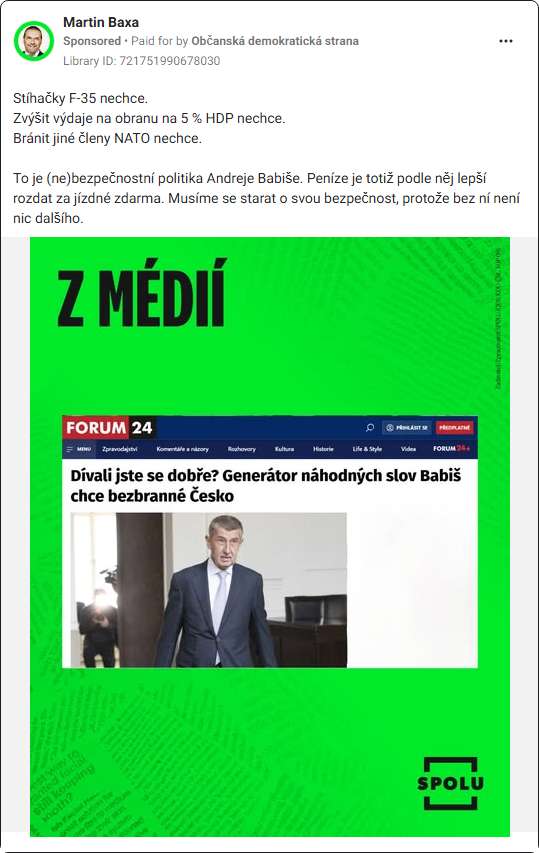 Martin Baxa
Sponsored • Paid for by Občanská demokratická strana
Library ID: 721751990678030
Stíhačky F-35 nechce.
Zvýšit výdaje na obranu na 5 % HDP nechce.
Bránit jiné členy NATO nechce.
To je (ne)bezpečnostní politika Andreje Babiše. Peníze je totiž podle něj lepší
rozdat za jízdné zdarma. Musíme se starat o svou bezpečnost, protože bez ní není
nic dalšího.
Z MÉDIÍ
FORUM 24
PŘIHLÁSIT SE
PŘEDPLATNÉ
MENU Zpravodajství Komentáře a názory Rozhovory Kultura Historie Life & Style Videa FORUM 24+
Dívali jste se dobře? Generátor náhodných slov Babiš
chce bezbranné Česko
SPOLU